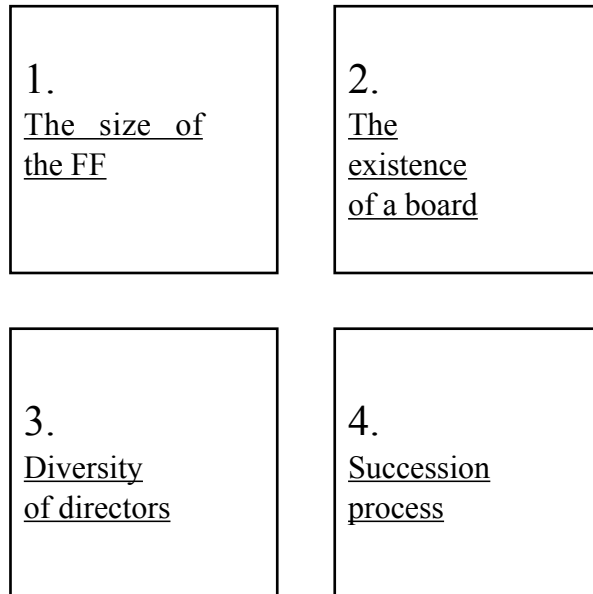 1.
The size of
the FF
2.
The
existence
of a board
3.
Diversity
of directors
4.
Succession
process